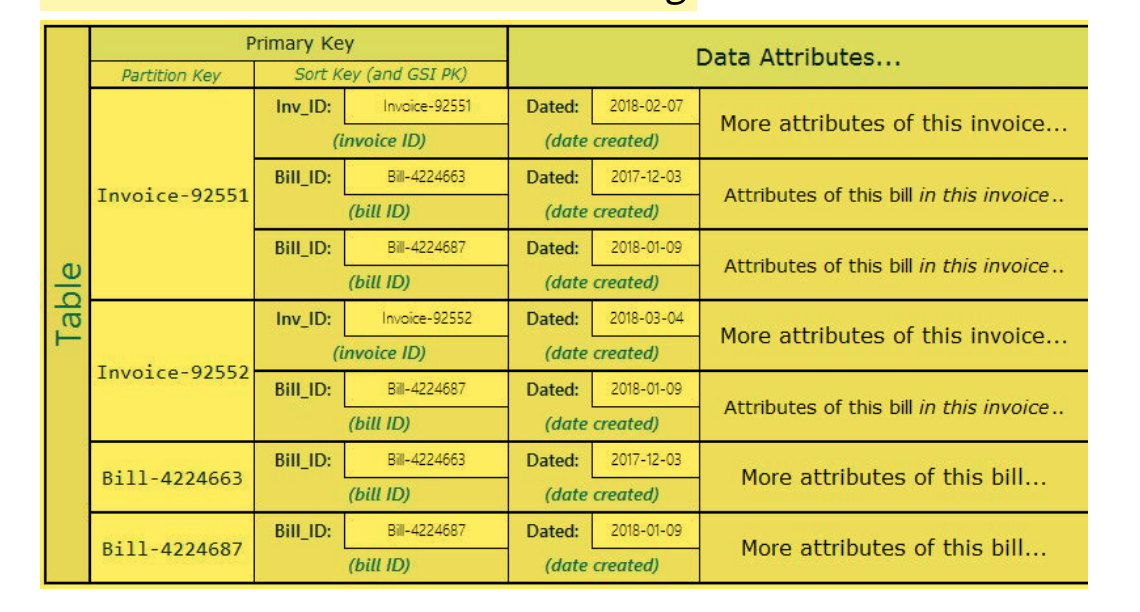 Primary Key
Data Attributes...
Partition Key
Sort Key (and GSI PK)
Table
Invoice-92551
Inv_ID: Invoice-92551 Dated: 2018-02-07
(invoice ID) (date created)
More attributes of this invoice...
Bill_ID: Bill-4224663 Dated: 2017-12-03
(bill ID) (date created)
Attributes of this bill in this invoice..
Bill_ID: Bill-4224687 Dated: 2018-01-09
(bill ID) (date created)
Attributes of this bill in this invoice..
Invoice-92552
Inv_ID: Invoice-92552 Dated: 2018-03-04
(invoice ID) (date created)
More attributes of this invoice...
Bill_ID: Bill-4224687 Dated: 2018-01-09
(bill ID) (date created)
Attributes of this bill in this invoice..
Bill-4224663
Bill_ID: Bill-4224663 Dated: 2017-12-03
(bill ID) (date created)
More attributes of this bill...
Bill-4224687
Bill_ID: Bill-4224687 Dated: 2018-01-09
(bill ID) (date created)
More attributes of this bill...